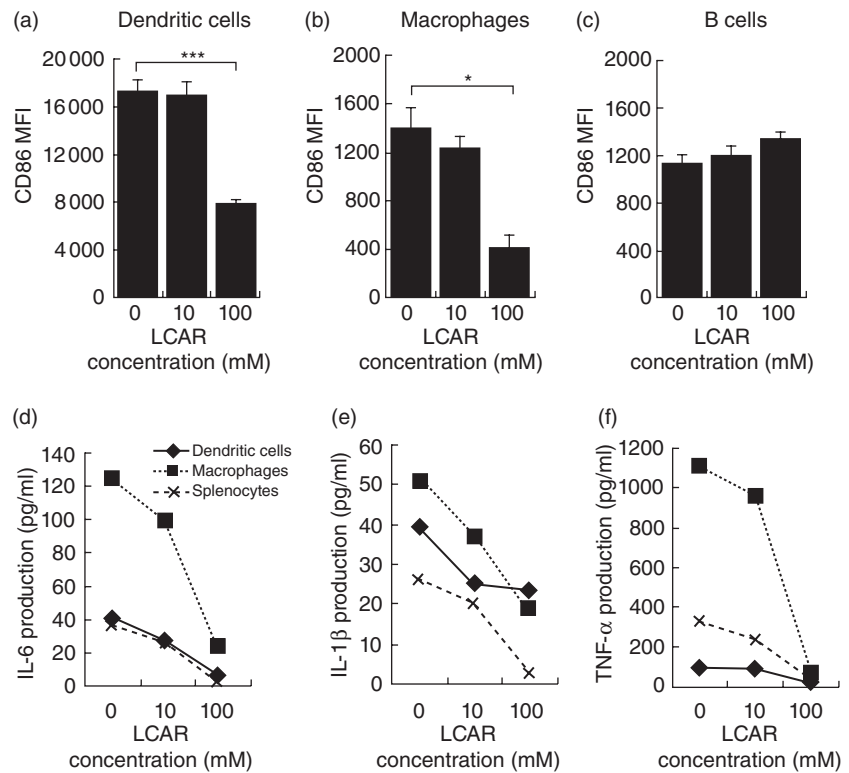 (a) Dendritic cells
20 000
16 000
12 000
8 000
4 000
0
CD86 MFI
***
0 10 100
LCAR
concentration (mM)
(b) Macrophages
2000
1600
1200
800
400
0
CD86 MFI
*
0 10 100
LCAR
concentration (mM)
(c) B cells
2000
1600
1200
800
400
0
CD86 MFI
0 10 100
LCAR
concentration (mM)
(d)
140
120
100
80
60
40
20
0
IL-6 production (pg/ml)
Dendritic cells
Macrophages
Splenocytes
0 10 100
LCAR
concentration (mM)
(e)
60
50
40
30
20
10
0
IL-1β production (pg/ml)
0 10 100
LCAR
concentration (mM)
(f)
1200
1000
800
600
400
200
0
TNF-α production (pg/ml)
0 10 100
LCAR
concentration (mM)